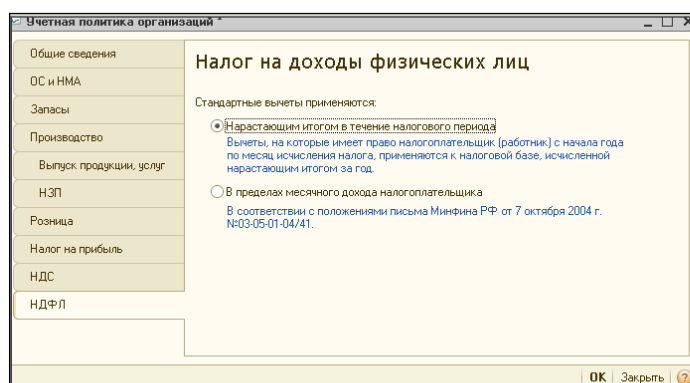 Учетная политика организаций *
Общие сведения
ОС и НМА
Запасы
Производство
Выпуск продукции, услуг
НЗП
Розница
Налог на прибыль
НДС
НДФЛ
Налог на доходы физических лиц
Стандартные вычеты применяются:
Нарастающим итогом в течение налогового периода
Вычеты, на которые имеет право налогоплательщик (работник) с начала года
по месяц исчисления налога, применяются к налоговой базе, исчисленной
нарастающим итогом за год.
В пределах месячного дохода налогоплательщика
В соответствии с положениями письма Минфина РФ от 7 октября 2004 г.
№03-05-01-04/41.
OK Закрыть ?